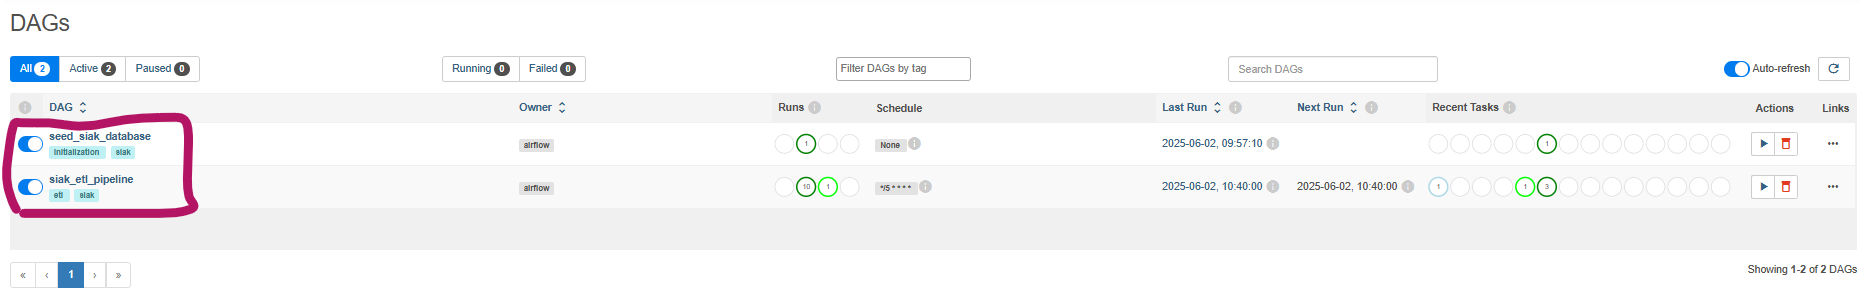 DAGs
All 2 Active 2 Paused 0 Running 0 Failed 0 Filter DAGs by tag Search DAGs Auto-refresh
DAG Owner Runs Schedule Last Run Next Run Recent Tasks Actions Links
seed_siak_database
initialization siak
airflow 1 None 2025-06-02, 09:57:10 1
siak_etl_pipeline
etl siak
airflow 10 1 */5 * * * * 2025-06-02, 10:40:00 2025-06-02, 10:40:00 1 1 3
« ‹ 1 › »
Showing 1-2 of 2 DAGs